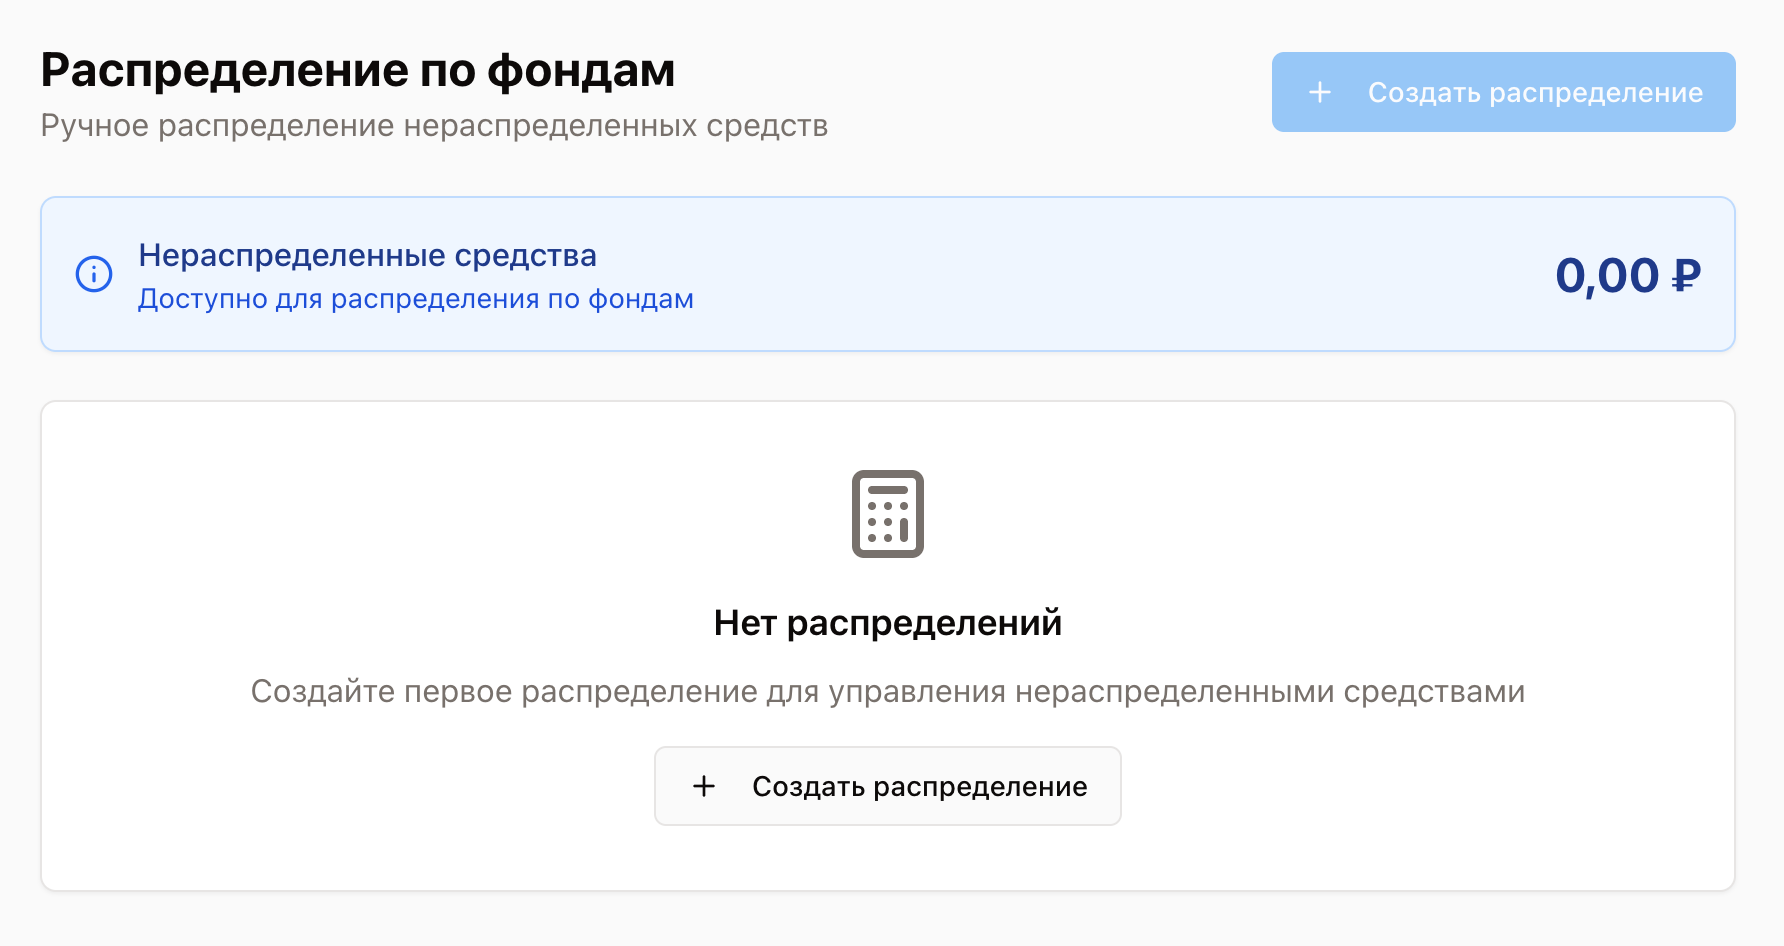 Распределение по фондам
Ручное распределение нераспределенных средств
Создать распределение
Нераспределенные средства
Доступно для распределения по фондам
0,00 ₽
Нет распределений
Создайте первое распределение для управления нераспределенными средствами
Создать распределение